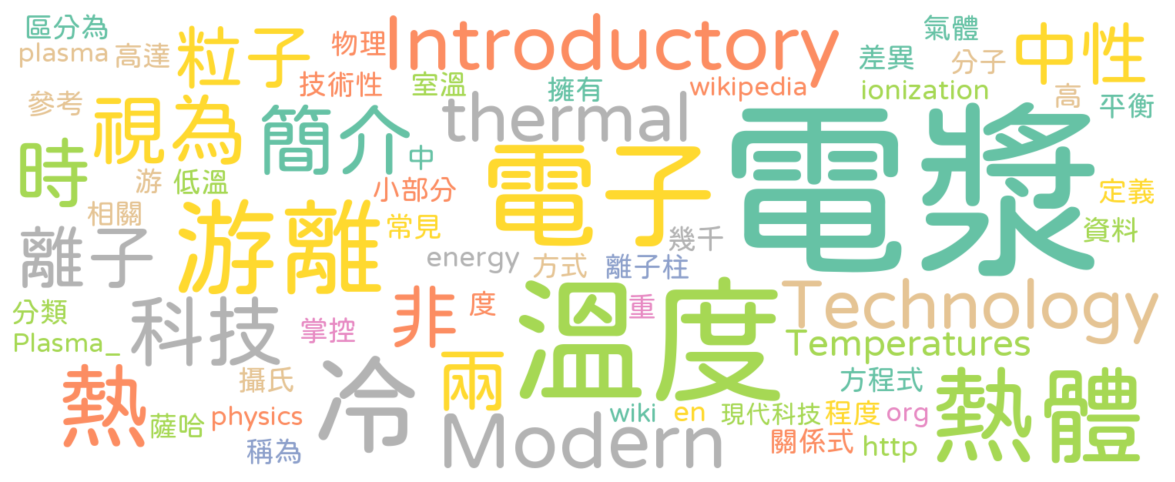 區分為
plasma
高達
粒子
物理
Introductory
氣體
差異
分子
中性
技術性
室溫
擁有
wikipedia
ionization
高
平衡
參考
視為
簡介
thermal
電漿
時
游
低溫
中
小部分
電子
定義
相關
游離
常見
幾千
資料
離子
energy
方式
離子柱
分類
科技
掌控
非
度
溫度
重
Technology
Plasma_
Temperatures
熱
攝氏
冷
兩
方程式
熱體
薩哈
physics
Modern
wiki
en
現代科技
程度
org
稱為
關係式
http